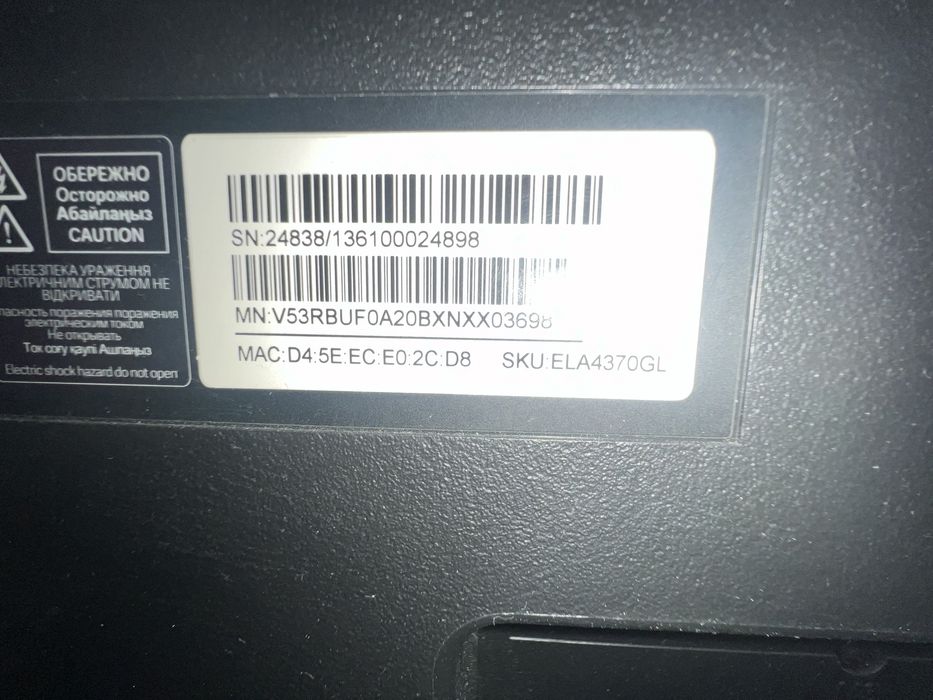 ОБЕРЕЖНО
Осторожно
Абайлаңыз
CAUTION
НЕБЕЗПЕКА УРАЖЕННЯ
ЕЛЕКТРИЧНИМ СТРУМОМ НЕ
ВІДКРИВАТИ
опасность поражения поражения
электрическим током
Не открывать
Ток соғу қаупі Ашпаңыз
Electric shock hazard do not open
SN:24838/136100024898
MN:V53RBUF0A20BXNXX03698
MAC:D4:5E:EC:E0:2C:D8 SKU:ELA4370GL